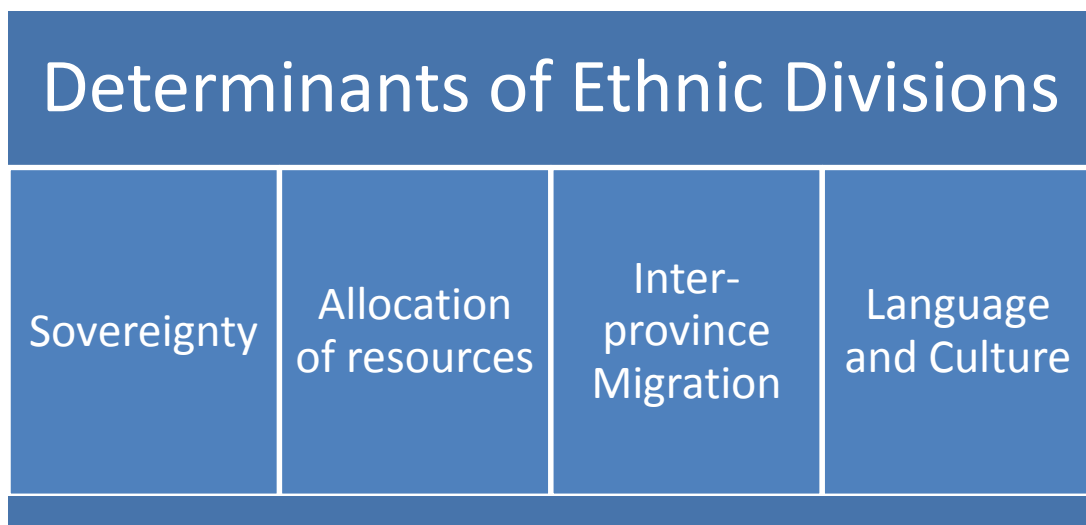 Determinants of Ethnic Divisions
Sovereignty
Allocation
of resources
Inter-
province
Migration
Language
and Culture